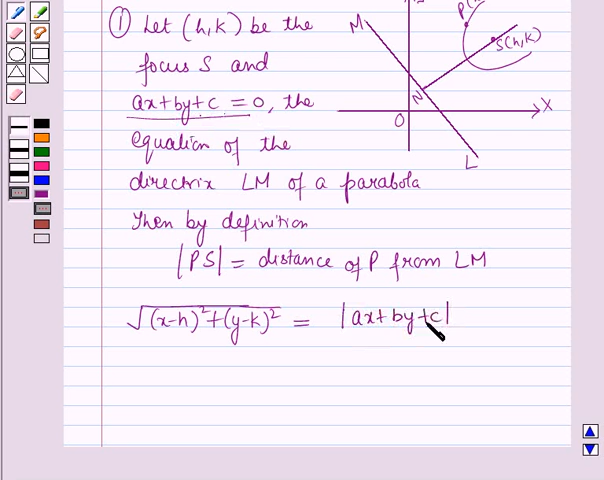 ① Let (h,k) be the
focus S and
ax+by+c = 0, the
equation of the
directrix LM of a parabola
Then by definition
|PS| = distance of P from LM
√(x-h)²+(y-k)² = |ax+by+c|
M
S(h,k)
N
X
O
L